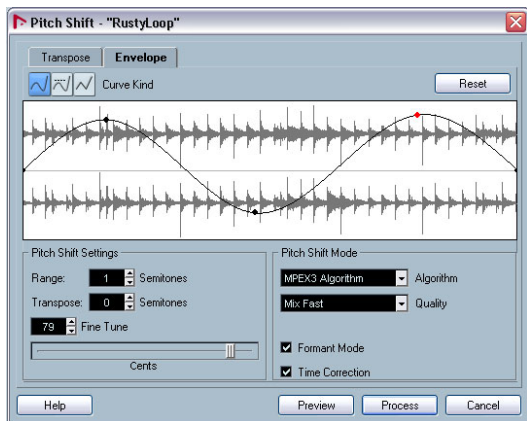 Pitch Shift - "RustyLoop"
Transpose Envelope
Curve Kind Reset
Pitch Shift Settings
Range: 1 Semitones
Transpose: 0 Semitones
79 Fine Tune
Cents
Pitch Shift Mode
MPEX3 Algorithm Algorithm
Mix Fast Quality
Formant Mode
Time Correction
Help Preview Process Cancel